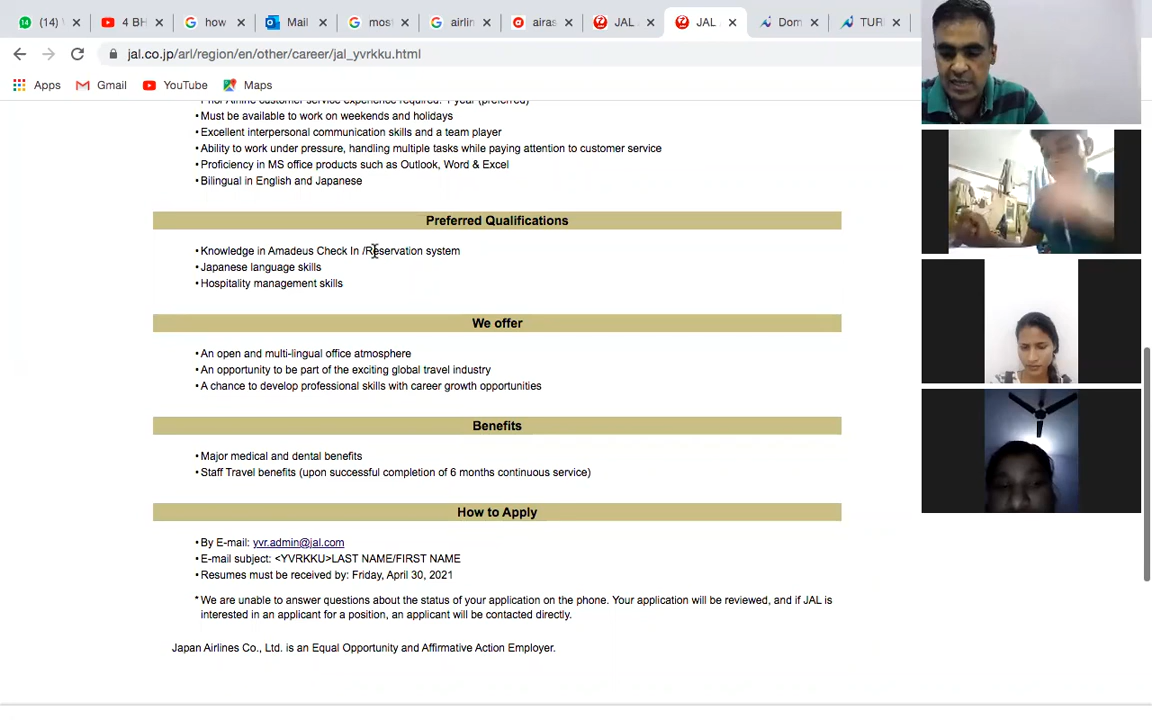 (14) W
4 BH
how
Mail
most
airlin
airas
JAL
JAL
Dom
TUR
jal.co.jp/arl/region/en/other/career/jal_yvrkku.html
Apps
Gmail
YouTube
Maps
•Prior Airline customer service experience required: 1 year (preferred)
•Must be available to work on weekends and holidays
•Excellent interpersonal communication skills and a team player
•Ability to work under pressure, handling multiple tasks while paying attention to customer service
•Proficiency in MS office products such as Outlook, Word & Excel
•Bilingual in English and Japanese
Preferred Qualifications
•Knowledge in Amadeus Check In /Reservation system
•Japanese language skills
•Hospitality management skills
We offer
•An open and multi-lingual office atmosphere
•An opportunity to be part of the exciting global travel industry
•A chance to develop professional skills with career growth opportunities
Benefits
•Major medical and dental benefits
•Staff Travel benefits (upon successful completion of 6 months continuous service)
How to Apply
•By E-mail: yvr.admin@jal.com
•E-mail subject: <YVRKKU>LAST NAME/FIRST NAME
•Resumes must be received by: Friday, April 30, 2021
*We are unable to answer questions about the status of your application on the phone. Your application will be reviewed, and if JAL is
interested in an applicant for a position, an applicant will be contacted directly.
Japan Airlines Co., Ltd. is an Equal Opportunity and Affirmative Action Employer.